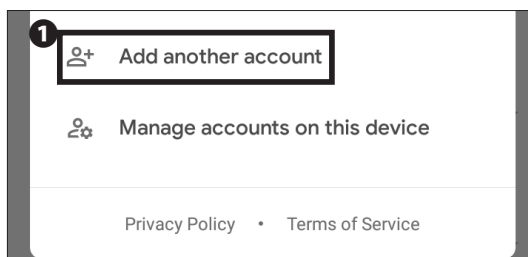 1
Add another account
Manage accounts on this device
Privacy Policy • Terms of Service